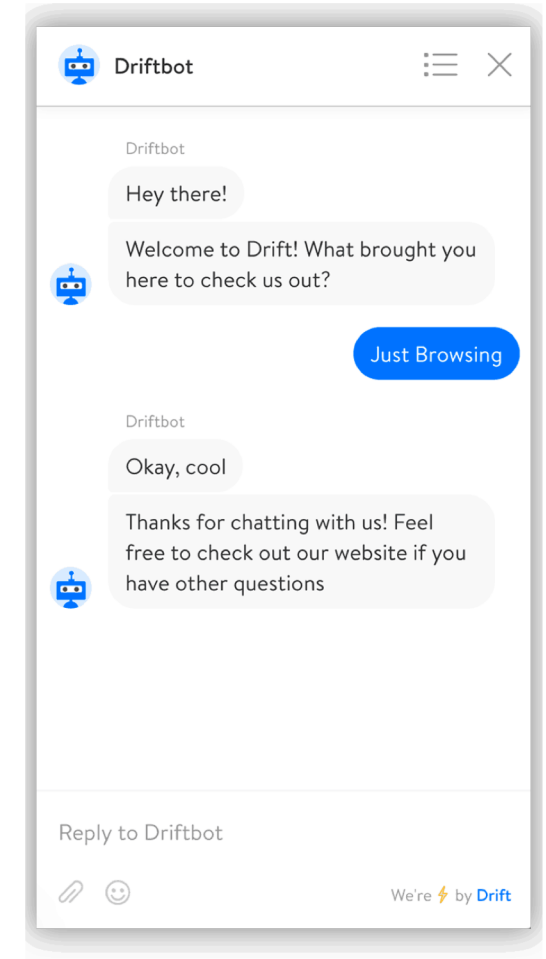 Driftbot
Driftbot
Hey there!
Welcome to Drift! What brought you
here to check us out?
Just Browsing
Driftbot
Okay, cool
Thanks for chatting with us! Feel
free to check out our website if you
have other questions
Reply to Driftbot
We're ⚡ by Drift